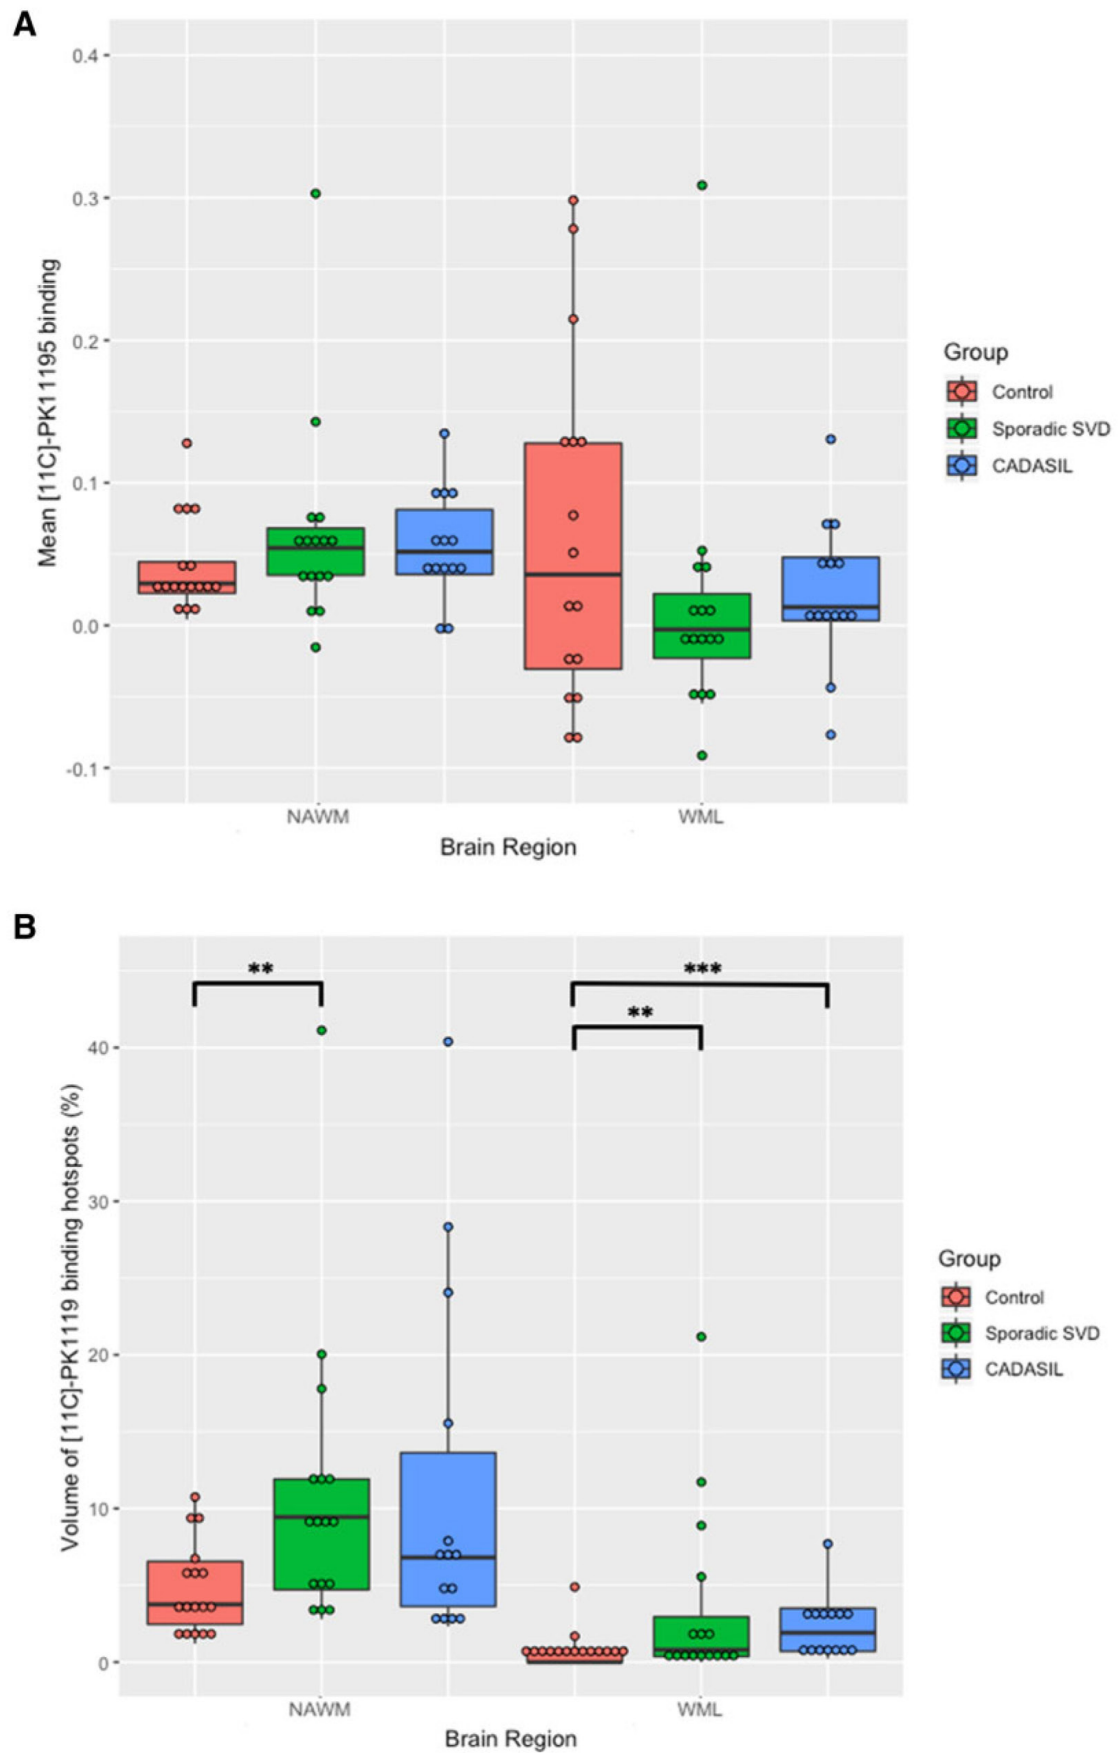 A
0.4
0.3
0.2
0.1
0.0
-0.1
Mean [11C]-PK11195 binding
NAWM
WML
Brain Region
Group
Control
Sporadic SVD
CADASIL
B
**
***
**
40
30
20
10
0
Volume of [11C]-PK1119 binding hotspots (%)
NAWM
WML
Brain Region
Group
Control
Sporadic SVD
CADASIL